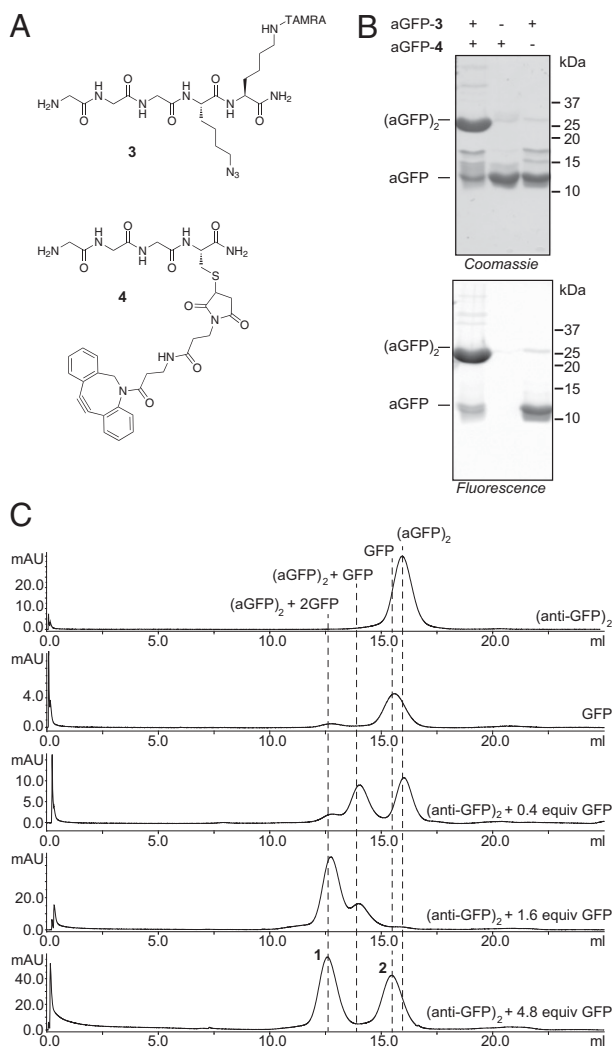 A
HN
TAMRA
H2N
O
H
N
O
N
H
O
H
N
O
N
H
O
NH2
N3
3
H2N
O
H
N
O
N
H
O
H
N
O
NH2
S
4
O
N
O
HN
O
N
O
B
aGFP-3 + - +
aGFP-4 + + -
kDa
(aGFP)2
37
25
20
15
aGFP
10
Coomassie
kDa
37
(aGFP)2
25
20
15
aGFP
10
Fluorescence
C
(aGFP)2
GFP
(aGFP)2 + GFP
(aGFP)2 + 2GFP
mAU
20.0
0.0
(anti-GFP)2
0.0 5.0 10.0 15.0 20.0 ml
mAU
4.0
0.0
GFP
0.0 5.0 10.0 15.0 20.0 ml
mAU
10.0
5.0
0.0
(anti-GFP)2 + 0.4 equiv GFP
0.0 5.0 10.0 15.0 20.0 ml
mAU
20.0
0.0
(anti-GFP)2 + 1.6 equiv GFP
0.0 5.0 10.0 15.0 20.0 ml
mAU
1
2
40.0
20.0
0.0
(anti-GFP)2 + 4.8 equiv GFP
0.0 5.0 10.0 15.0 20.0 ml